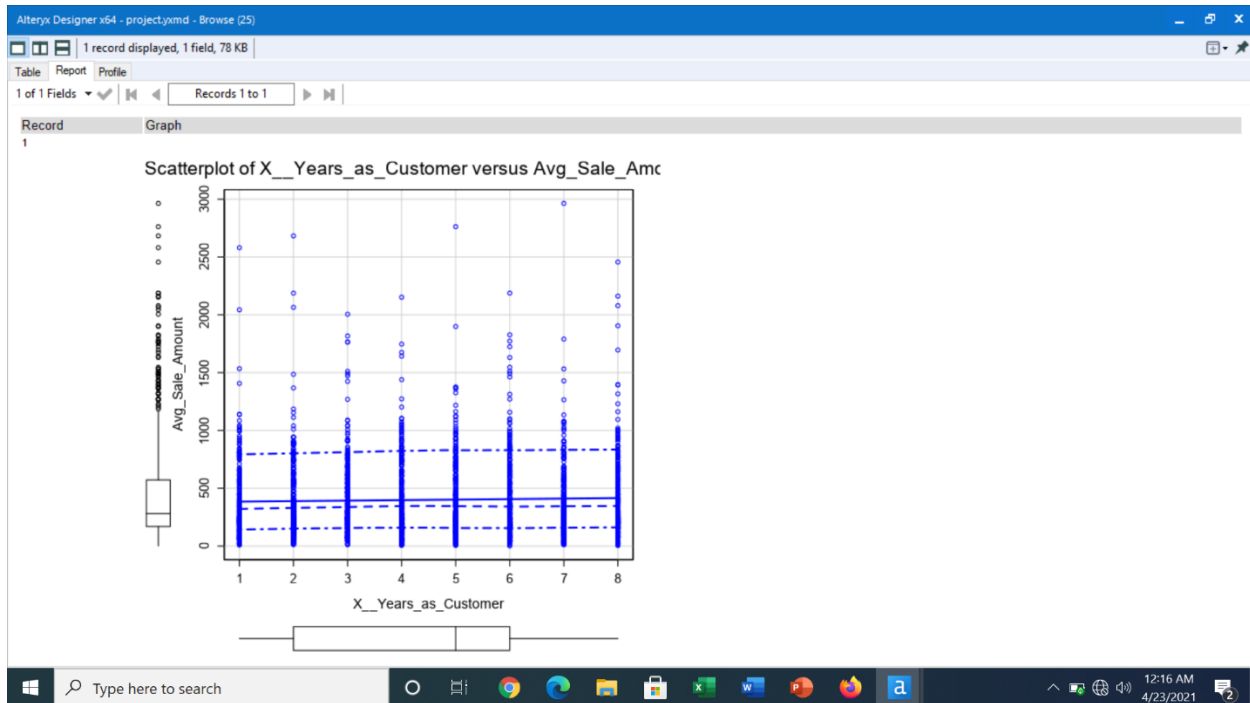 Alteryx Designer x64 - project.yxmd - Browse (25)
1 record displayed, 1 field, 78 KB
Table Report Profile
1 of 1 Fields Records 1 to 1
Record Graph
1
Scatterplot of X__Years_as_Customer versus Avg_Sale_Amo
3000
2500
2000
1500
1000
500
0
Avg_Sale_Amount
1 2 3 4 5 6 7 8
X__Years_as_Customer
Type here to search
12:16 AM
4/23/2021
2